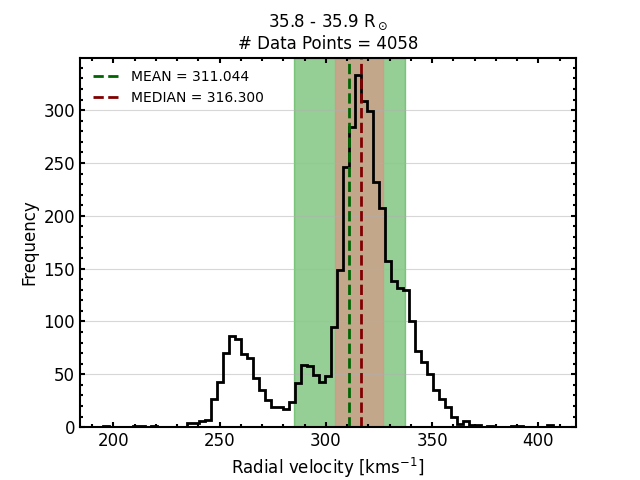 35.8 - 35.9 R⊙
# Data Points = 4058
MEAN = 311.044
MEDIAN = 316.300
300
250
200
150
100
50
0
Frequency
200 250 300 350 400
Radial velocity [kms⁻¹]